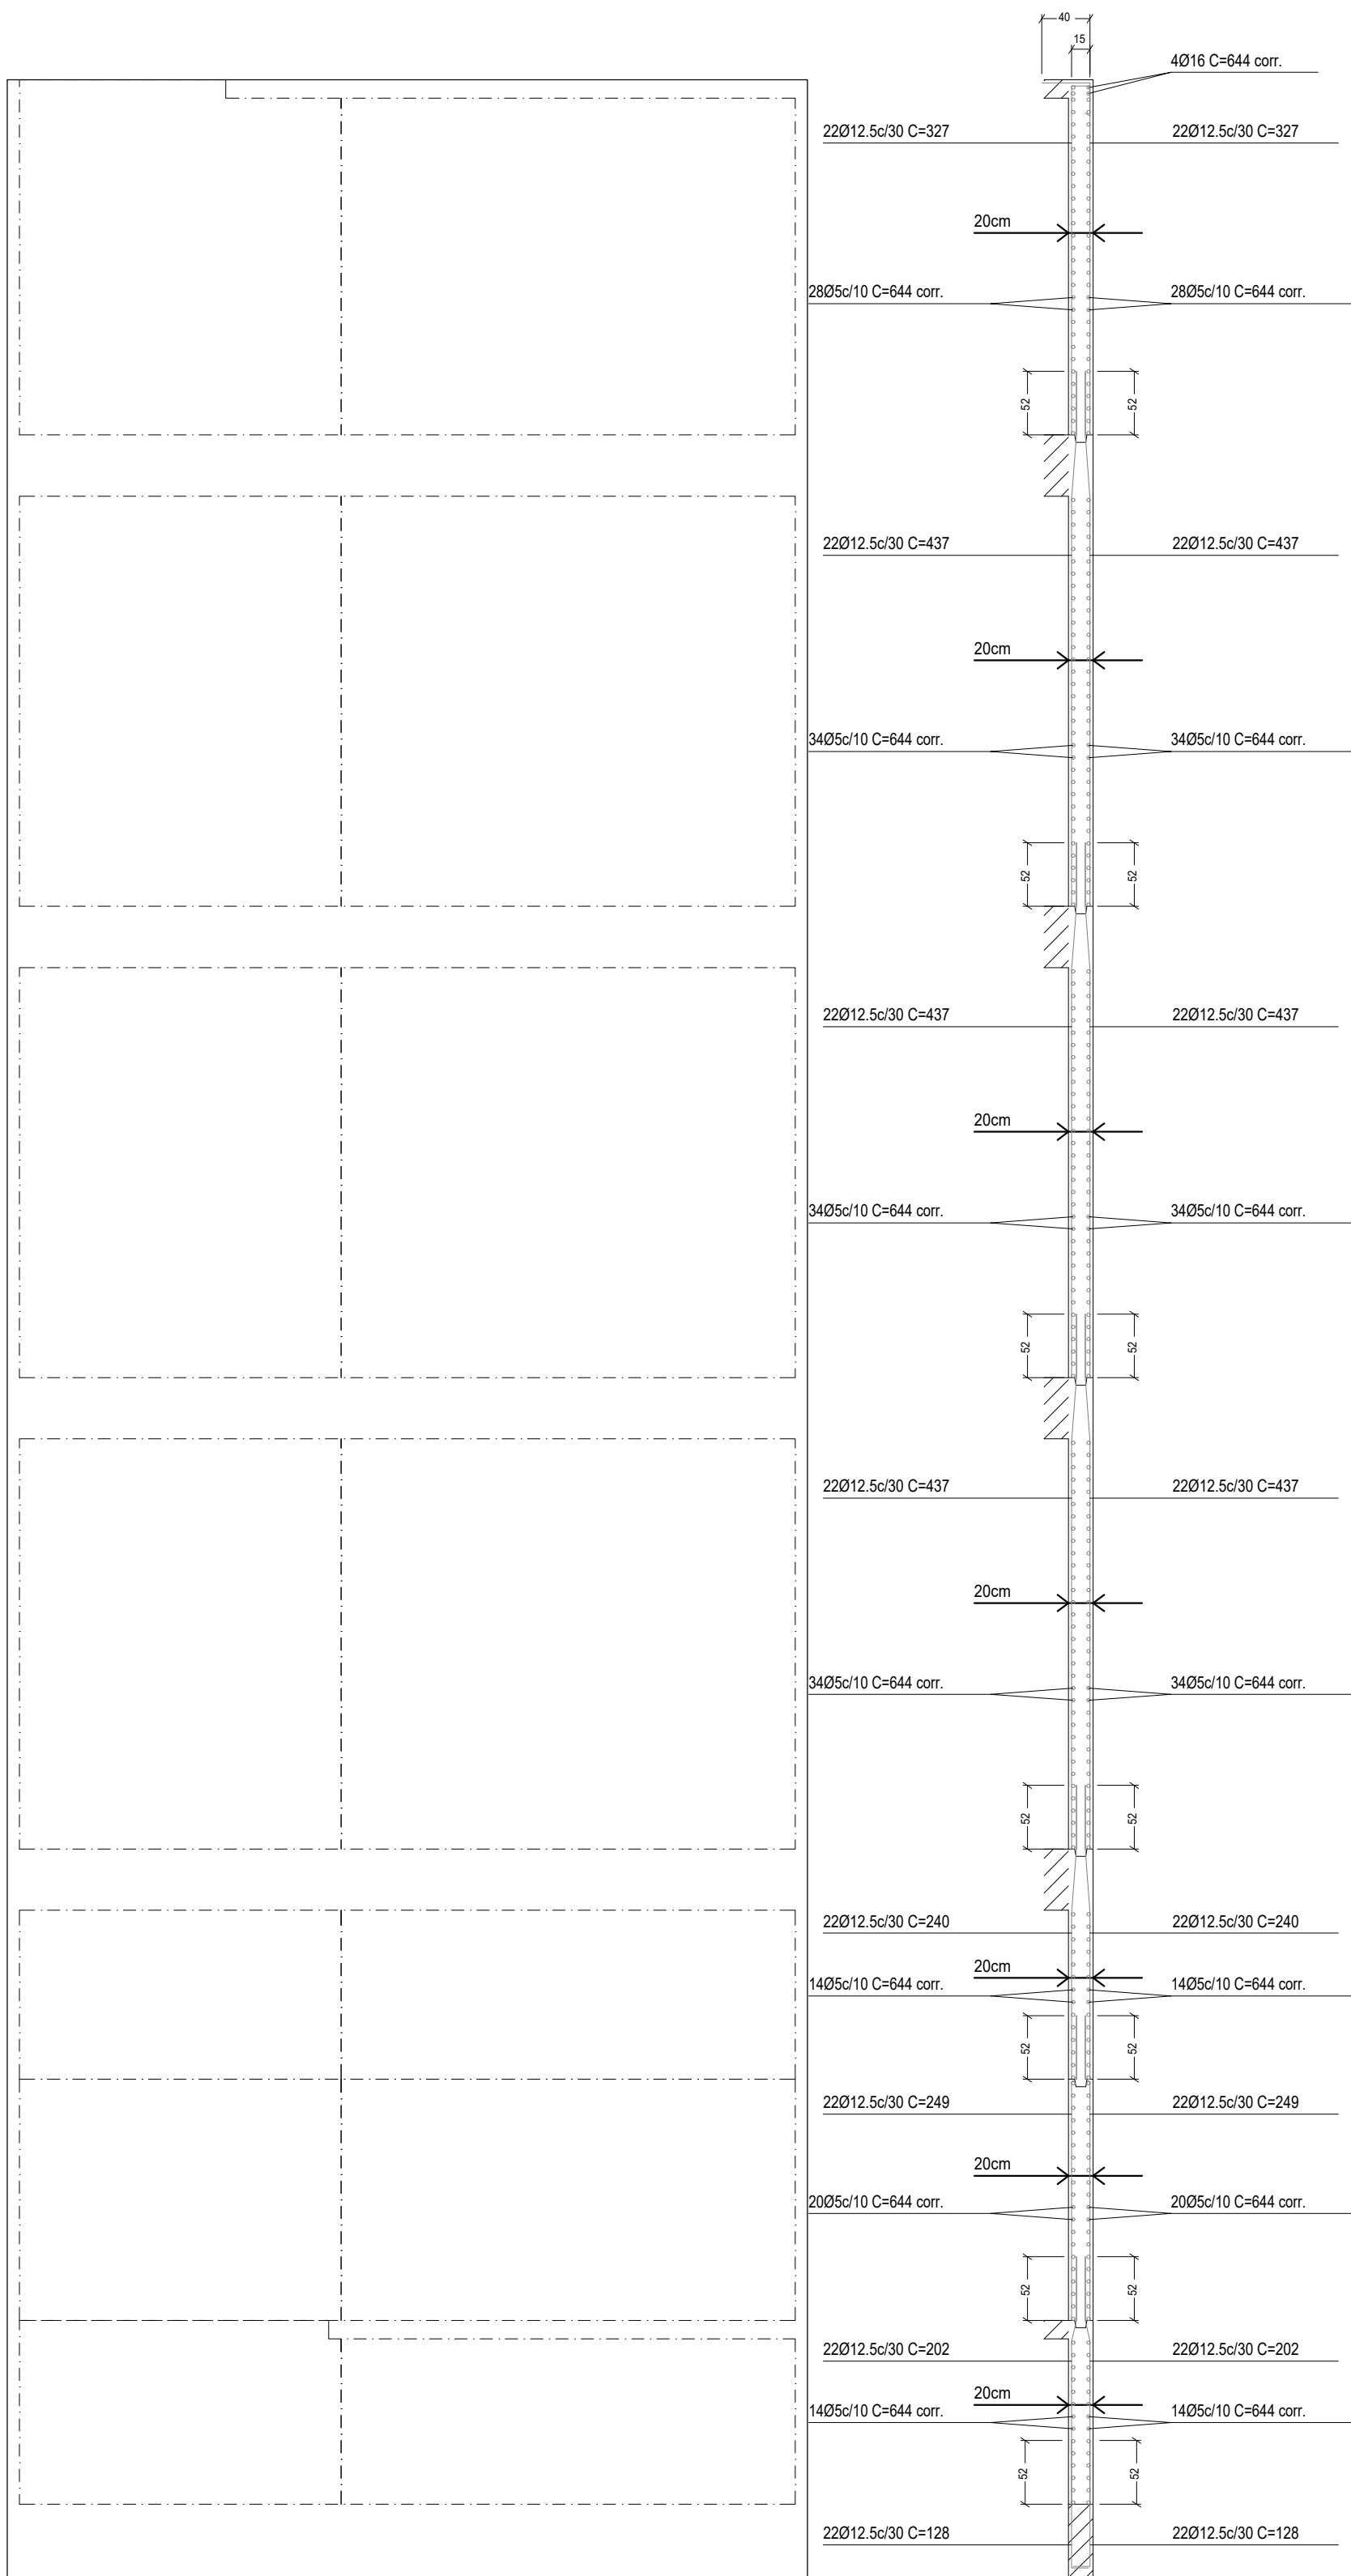 40
15
4Ø16 C=644 corr.
22Ø12.5c/30 C=327 22Ø12.5c/30 C=327
20cm
28Ø5c/10 C=644 corr. 28Ø5c/10 C=644 corr.
52 52
22Ø12.5c/30 C=437 22Ø12.5c/30 C=437
20cm
34Ø5c/10 C=644 corr. 34Ø5c/10 C=644 corr.
52 52
22Ø12.5c/30 C=437 22Ø12.5c/30 C=437
20cm
34Ø5c/10 C=644 corr. 34Ø5c/10 C=644 corr.
52 52
22Ø12.5c/30 C=437 22Ø12.5c/30 C=437
20cm
34Ø5c/10 C=644 corr. 34Ø5c/10 C=644 corr.
52 52
22Ø12.5c/30 C=240 22Ø12.5c/30 C=240
20cm
14Ø5c/10 C=644 corr. 14Ø5c/10 C=644 corr.
52 52
22Ø12.5c/30 C=249 22Ø12.5c/30 C=249
20cm
20Ø5c/10 C=644 corr. 20Ø5c/10 C=644 corr.
52 52
22Ø12.5c/30 C=202 22Ø12.5c/30 C=202
20cm
14Ø5c/10 C=644 corr. 14Ø5c/10 C=644 corr.
52 52
22Ø12.5c/30 C=128 22Ø12.5c/30 C=128